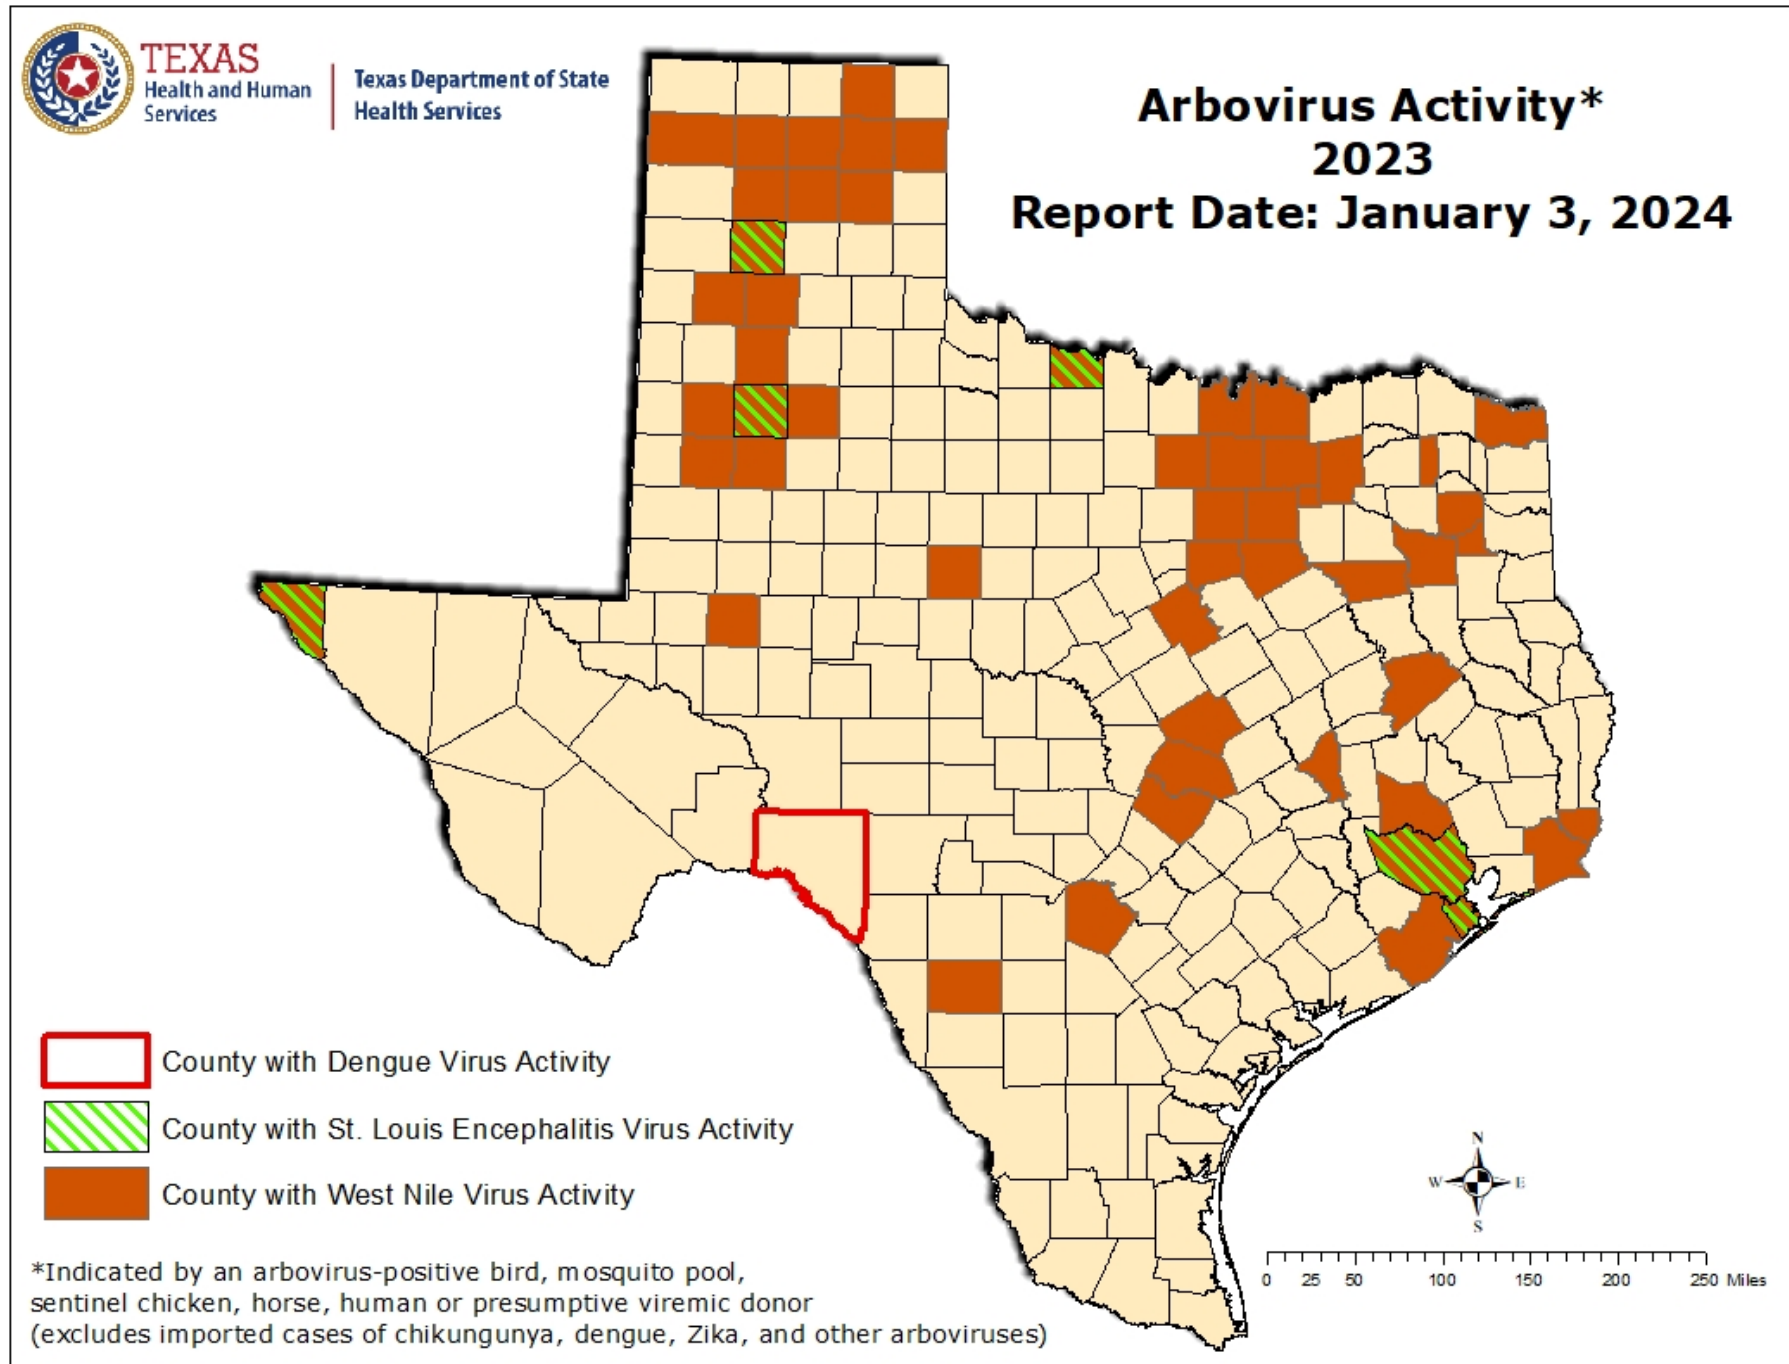 TEXAS
Health and Human
Services
Texas Department of State
Health Services
Arbovirus Activity*
2023
Report Date: January 3, 2024
County with Dengue Virus Activity
County with St. Louis Encephalitis Virus Activity
County with West Nile Virus Activity
*Indicated by an arbovirus-positive bird, mosquito pool,
sentinel chicken, horse, human or presumptive viremic donor
(excludes imported cases of chikungunya, dengue, Zika, and other arboviruses)
N
W E
S
0 25 50 100 150 200 250 Miles